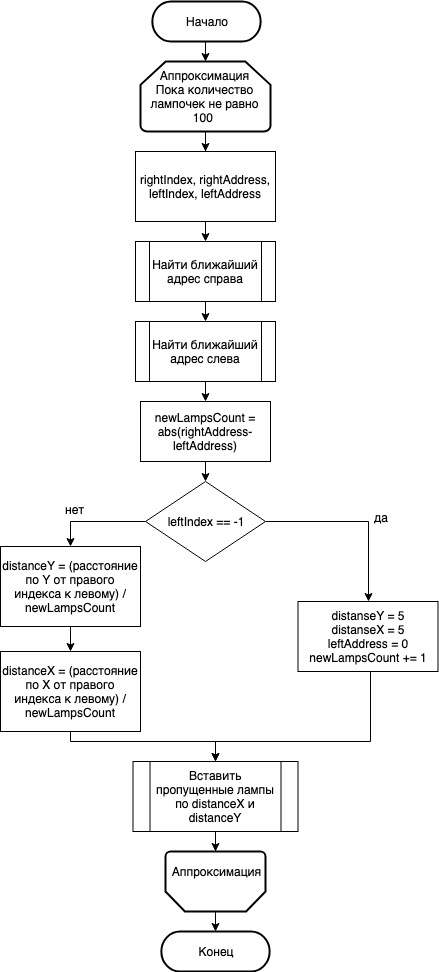 Начало
Аппроксимация
Пока количество
лампочек не равно
100
rightIndex, rightAddress,
leftIndex, leftAddress
Найти ближайший
адрес справа
Найти ближайший
адрес слева
newLampsCount =
abs(rightAddress-
leftAddress)
leftIndex == -1
нет
да
distanceY = (расстояние
по Y от правого
индекса к левому) /
newLampsCount
distanceX = (расстояние
по X от правого
индекса к левому) /
newLampsCount
distanseY = 5
distanseX = 5
leftAddress = 0
newLampsCount += 1
Вставить
пропущенные лампы
по distanceX и
distanceY
Аппроксимация
Конец